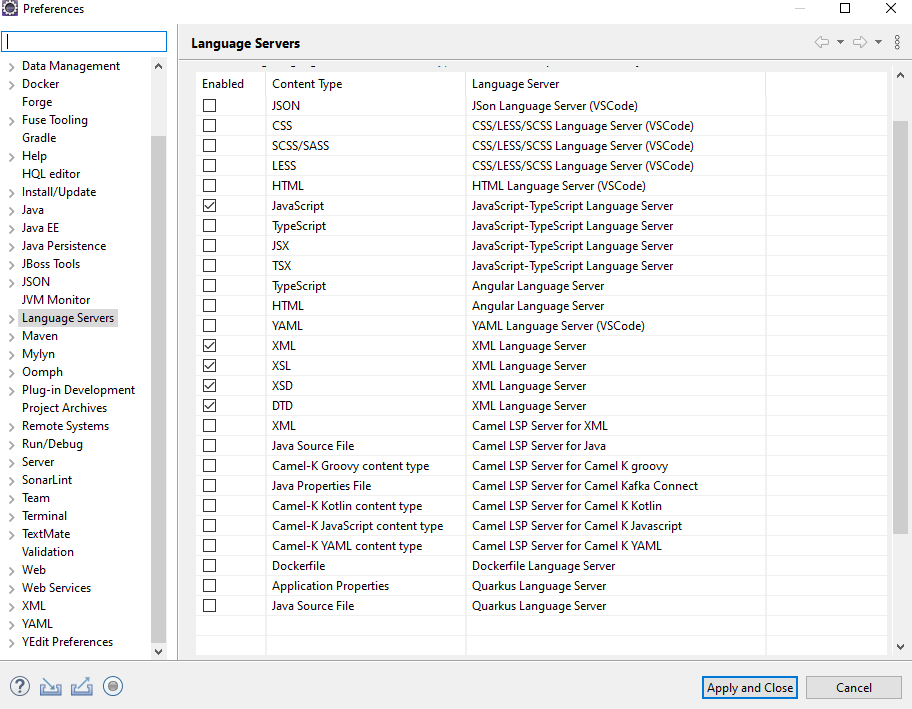 Preferences
Language Servers
Data Management
Docker
Forge
Fuse Tooling
Gradle
Help
HQL editor
Install/Update
Java
Java EE
Java Persistence
JBoss Tools
JSON
JVM Monitor
Language Servers
Maven
Mylyn
Oomph
Plug-in Development
Project Archives
Remote Systems
Run/Debug
Server
SonarLint
Team
Terminal
TextMate
Validation
Web
Web Services
XML
YAML
YEdit Preferences
Enabled Content Type Language Server
JSON JSon Language Server (VSCode)
CSS CSS/LESS/SCSS Language Server (VSCode)
SCSS/SASS CSS/LESS/SCSS Language Server (VSCode)
LESS CSS/LESS/SCSS Language Server (VSCode)
HTML HTML Language Server (VSCode)
JavaScript JavaScript-TypeScript Language Server
TypeScript JavaScript-TypeScript Language Server
JSX JavaScript-TypeScript Language Server
TSX JavaScript-TypeScript Language Server
TypeScript Angular Language Server
HTML Angular Language Server
YAML YAML Language Server (VSCode)
XML XML Language Server
XSL XML Language Server
XSD XML Language Server
DTD XML Language Server
XML Camel LSP Server for XML
Java Source File Camel LSP Server for Java
Camel-K Groovy content type Camel LSP Server for Camel K groovy
Java Properties File Camel LSP Server for Camel Kafka Connect
Camel-K Kotlin content type Camel LSP Server for Camel K Kotlin
Camel-K JavaScript content type Camel LSP Server for Camel K Javascript
Camel-K YAML content type Camel LSP Server for Camel K YAML
Dockerfile Dockerfile Language Server
Application Properties Quarkus Language Server
Java Source File Quarkus Language Server
Apply and Close Cancel